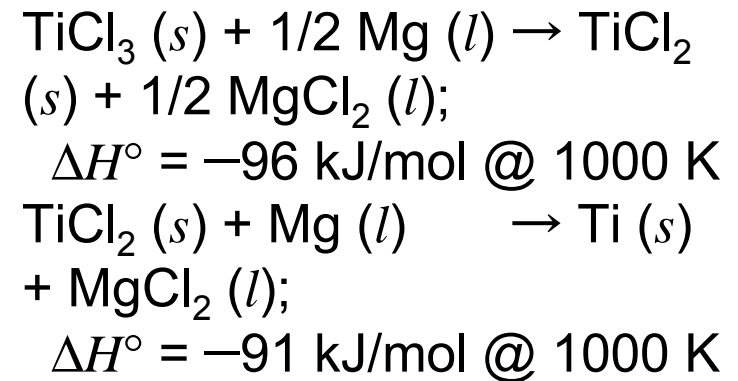 TiCl₃ (s) + 1/2 Mg (l) → TiCl₂
(s) + 1/2 MgCl₂ (l);
ΔH° = –96 kJ/mol @ 1000 K
TiCl₂ (s) + Mg (l) → Ti (s)
+ MgCl₂ (l);
ΔH° = –91 kJ/mol @ 1000 K